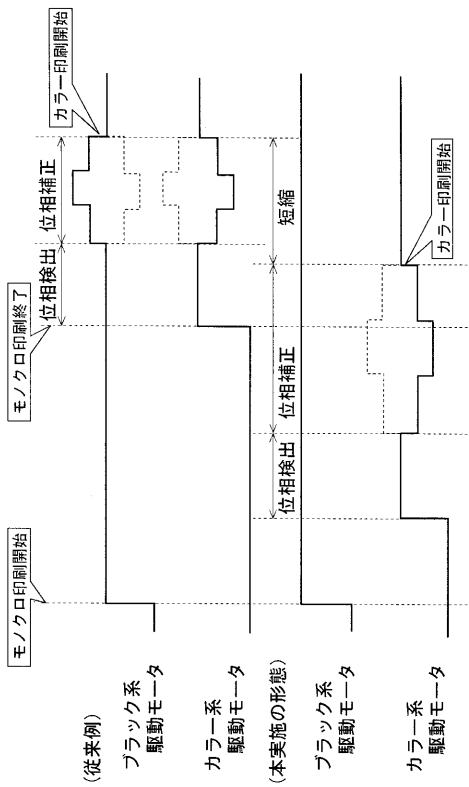 モノクロ印刷開始
モノクロ印刷終了
カラー印刷開始
(従来例)
位相検出
位相補正
ブラック系
駆動モータ
カラー系
駆動モータ
(本実施の形態)
位相検出
位相補正
短縮
ブラック系
駆動モータ
カラー系
駆動モータ
カラー印刷開始